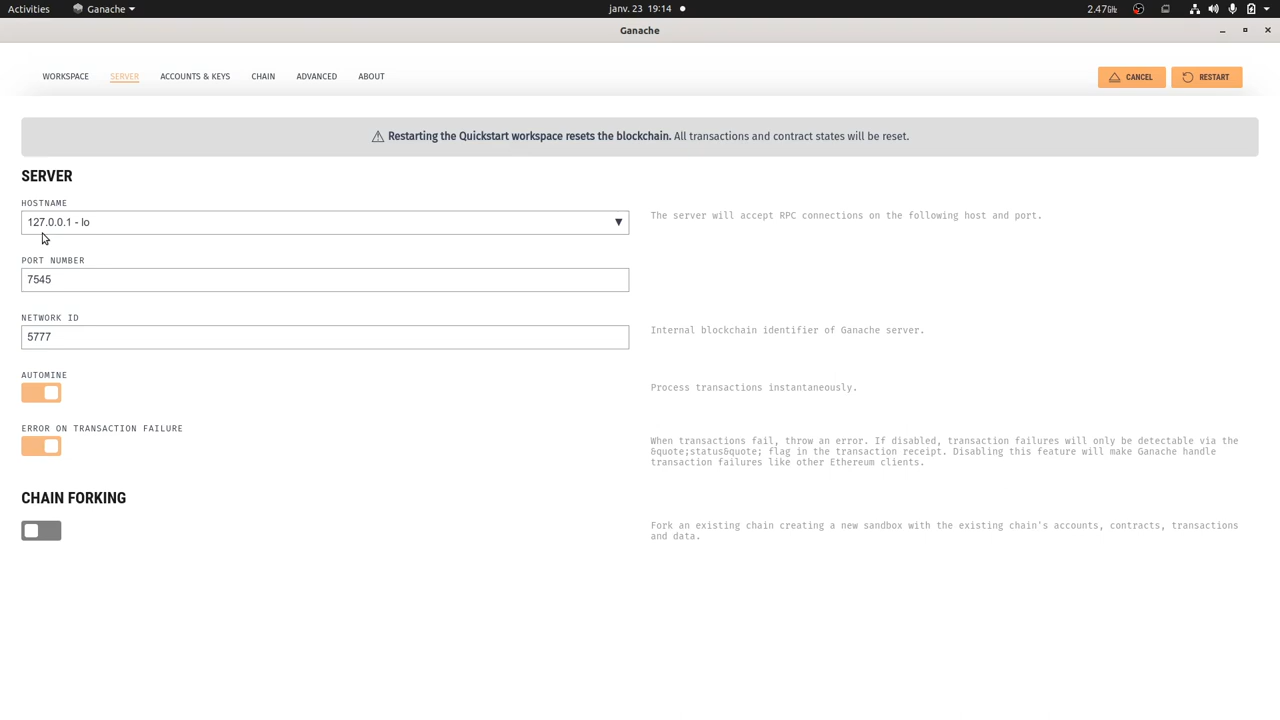 Activities
Ganache
janv. 23 19:14
2.47GHz
Ganache
WORKSPACE
SERVER
ACCOUNTS & KEYS
CHAIN
ADVANCED
ABOUT
CANCEL
RESTART
Restarting the Quickstart workspace resets the blockchain. All transactions and contract states will be reset.
SERVER
HOSTNAME
127.0.0.1 - lo
The server will accept RPC connections on the following host and port.
PORT NUMBER
7545
NETWORK ID
5777
Internal blockchain identifier of Ganache server.
AUTOMINE
Process transactions instantaneously.
ERROR ON TRANSACTION FAILURE
When transactions fail, throw an error. If disabled, transaction failures will only be detectable via the
&quote;status&quote; flag in the transaction receipt. Disabling this feature will make Ganache handle
transaction failures like other Ethereum clients.
CHAIN FORKING
Fork an existing chain creating a new sandbox with the existing chain's accounts, contracts, transactions
and data.